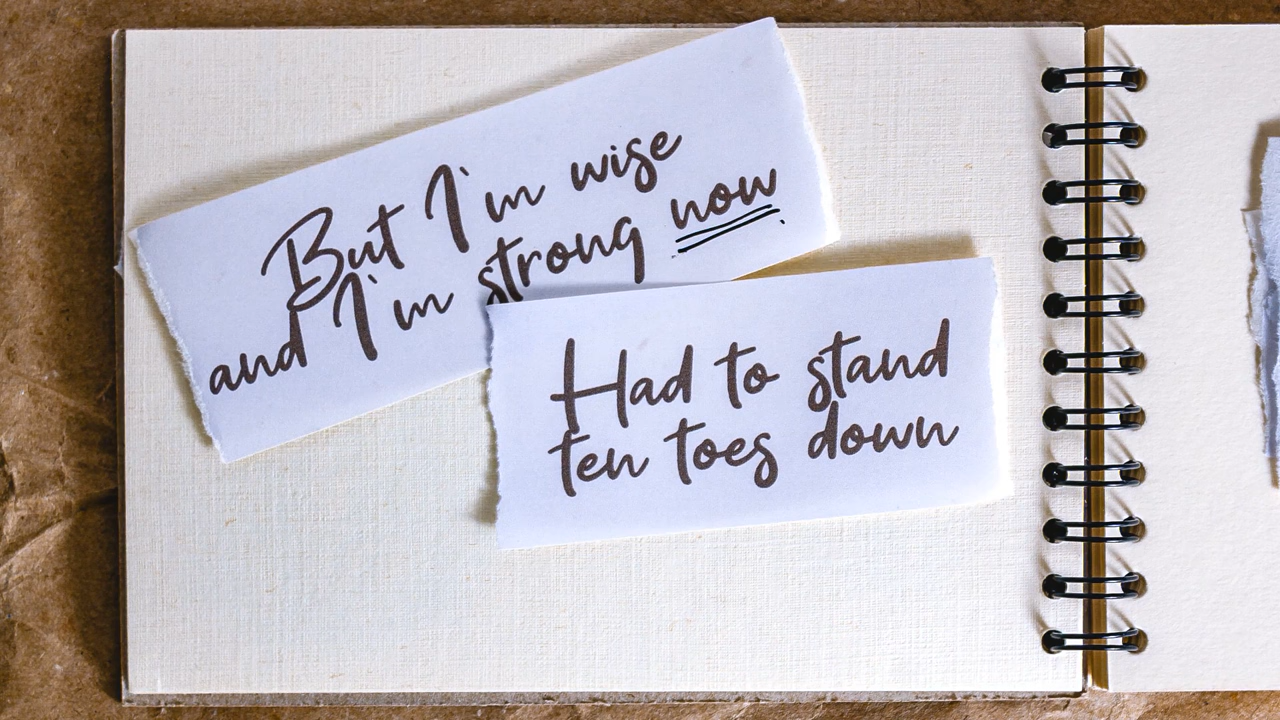 But I'm wise
and I'm strong now
Had to stand
ten toes down